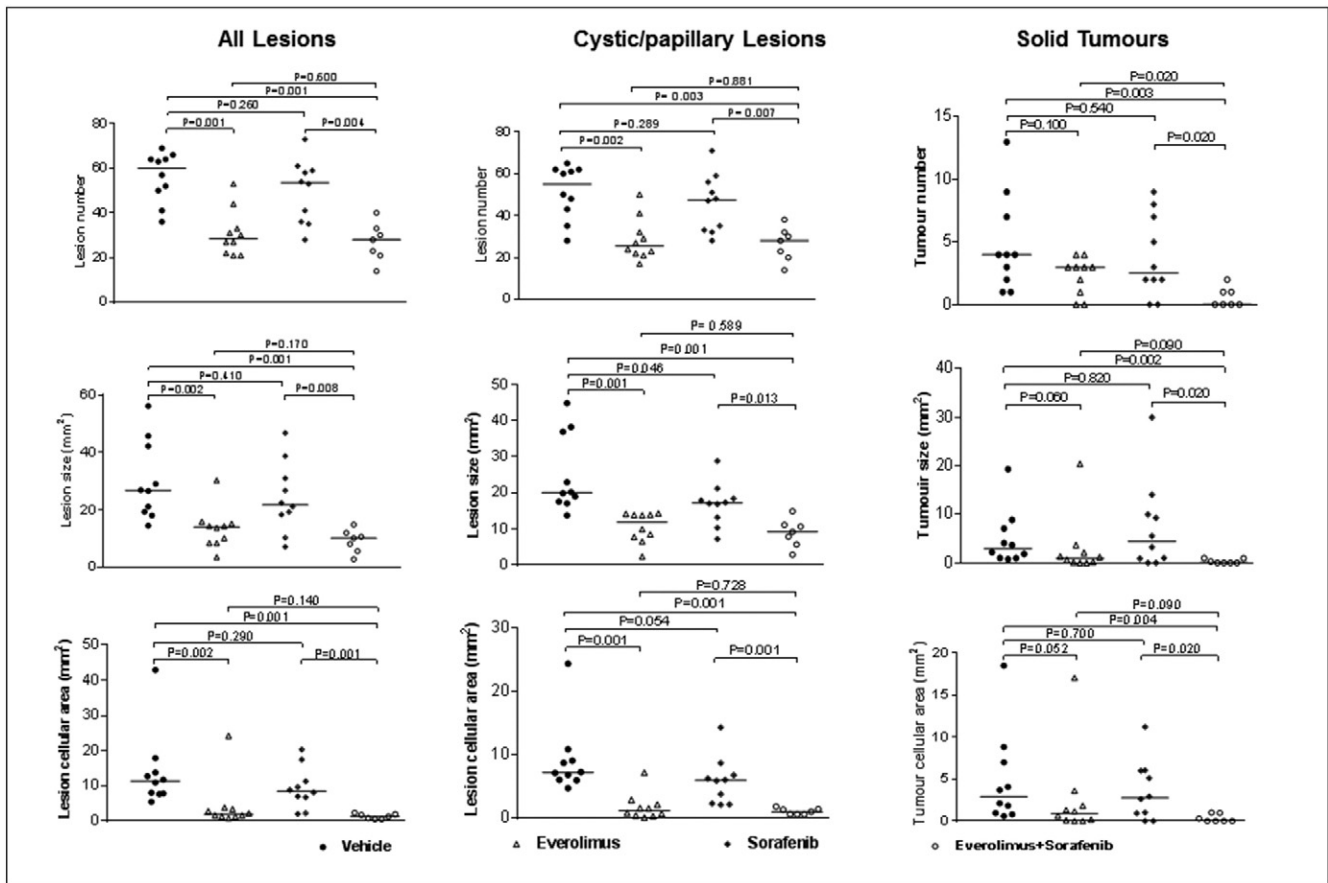 All Lesions
Cystic/papillary Lesions
Solid Tumours
P=0.600
P=0.001
P=0.260
P=0.001
P=0.004
80
60
40
20
0
Lesion number
P=0.881
P= 0.003
P=0.289
P=0.007
P=0.002
80
60
40
20
0
Lesion number
P=0.020
P=0.003
P=0.540
P=0.100
P=0.020
15
10
5
0
Tumour number
P=0.170
P=0.001
P=0.410
P=0.002
P=0.008
60
40
20
0
Lesion size (mm²)
P= 0.589
P=0.001
P=0.046
P=0.001
P=0.013
50
40
30
20
10
0
Lesion size (mm²)
P=0.090
P=0.002
P=0.820
P=0.060
P=0.020
40
30
20
10
0
Tumouir size (mm²)
P=0.140
P=0.001
P=0.290
P=0.002
P=0.001
50
40
30
20
10
0
Lesion cellular area (mm²)
P=0.728
P=0.001
P=0.054
P=0.001
P=0.001
30
20
10
0
Lesion cellular area (mm²)
P=0.090
P=0.004
P=0.700
P=0.052
P=0.020
20
15
10
5
0
Tumour cellular area (mm²)
Vehicle
Everolimus
Sorafenib
Everolimus+Sorafenib